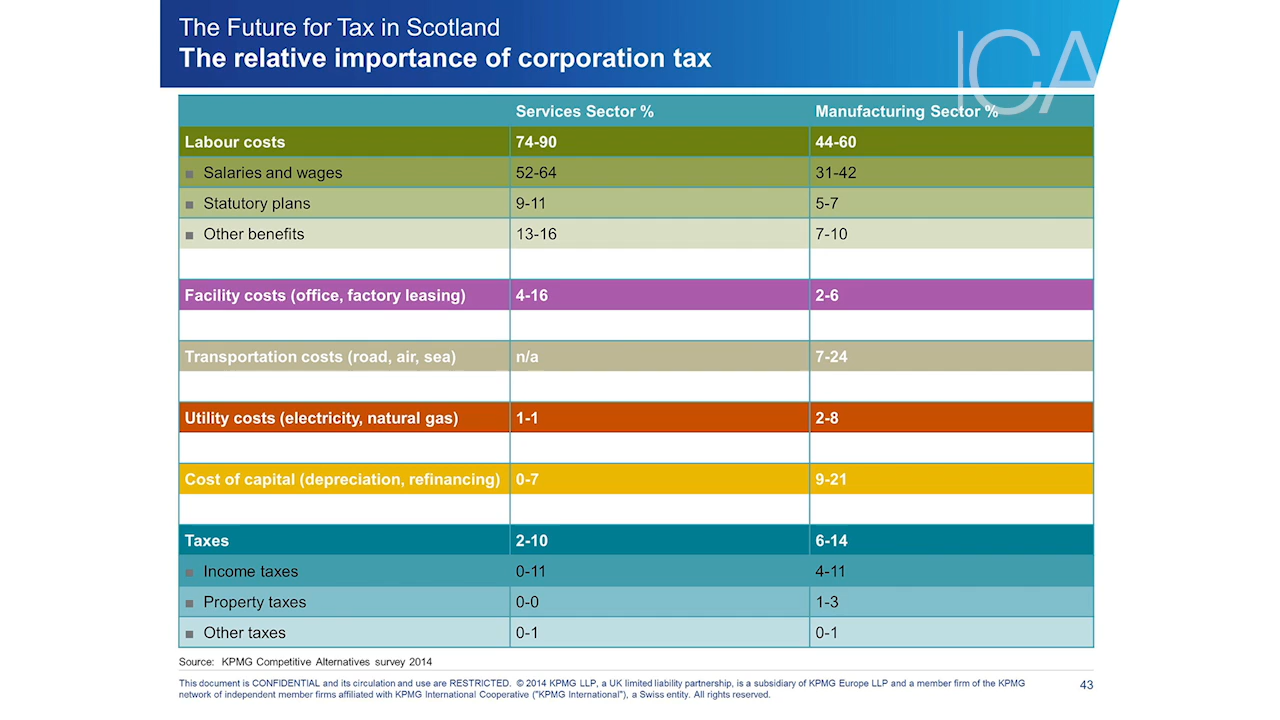 The Future for Tax in Scotland
The relative importance of corporation tax
ICA
Services Sector % Manufacturing Sector %
Labour costs 74-90 44-60
■ Salaries and wages 52-64 31-42
■ Statutory plans 9-11 5-7
■ Other benefits 13-16 7-10
Facility costs (office, factory leasing) 4-16 2-6
Transportation costs (road, air, sea) n/a 7-24
Utility costs (electricity, natural gas) 1-1 2-8
Cost of capital (depreciation, refinancing) 0-7 9-21
Taxes 2-10 6-14
■ Income taxes 0-11 4-11
■ Property taxes 0-0 1-3
■ Other taxes 0-1 0-1
Source: KPMG Competitive Alternatives survey 2014
This document is CONFIDENTIAL and its circulation and use are RESTRICTED. © 2014 KPMG LLP, a UK limited liability partnership, is a subsidiary of KPMG Europe LLP and a member firm of the KPMG
network of independent member firms affiliated with KPMG International Cooperative ("KPMG International"), a Swiss entity. All rights reserved.
43